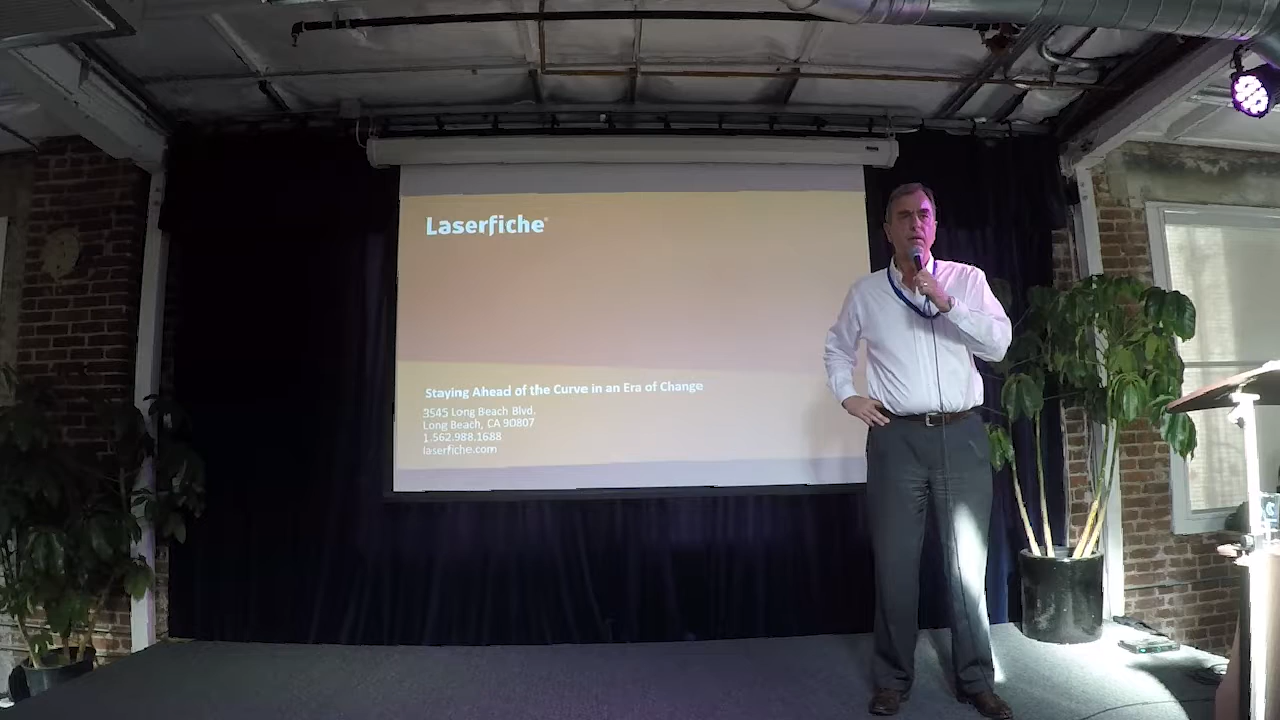 Laserfiche®
Staying Ahead of the Curve in an Era of Change
3545 Long Beach Blvd.
Long Beach, CA 90807
1.562.988.1688
laserfiche.com